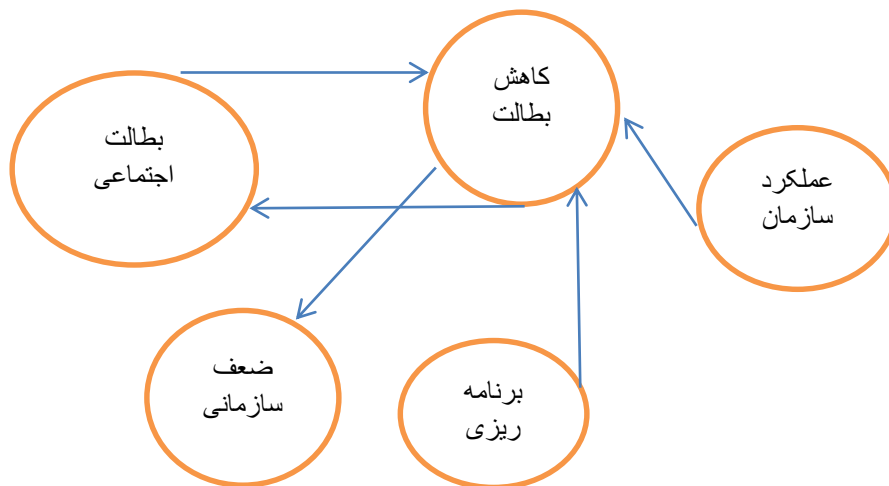 کاهش
بطالت
بطالت
اجتماعی
عملکرد
سازمان
ضعف
سازمانی
برنامه
ریزی